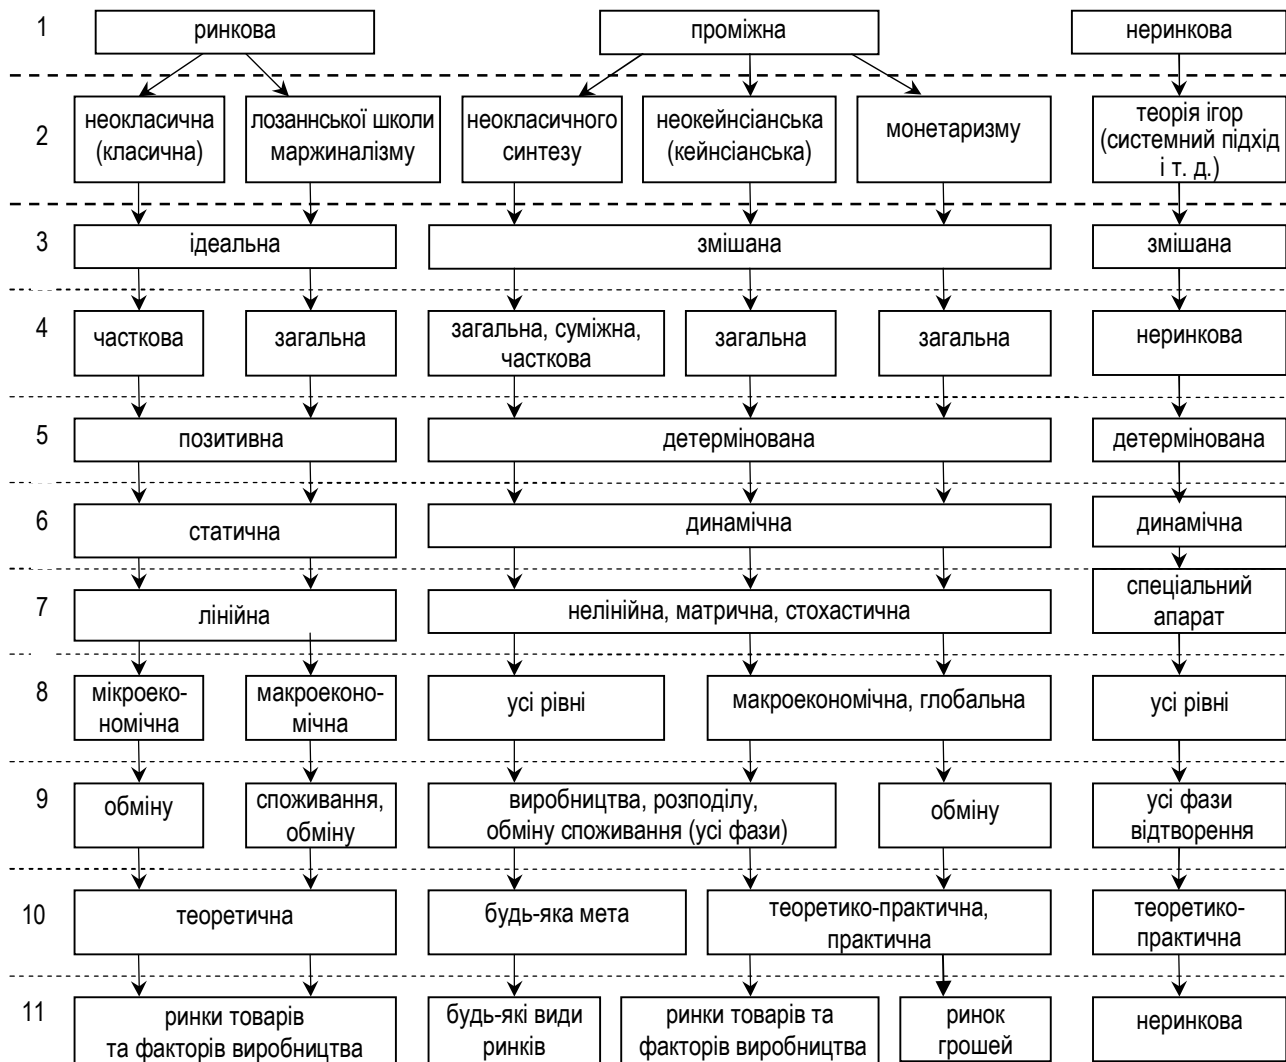 1
ринкова
проміжна
неринкова
2
неокласична
(класична)
лозаннської школи
маржиналізму
неокласичного
синтезу
неокейнсіанська
(кейнсіанська)
монетаризму
теорія ігор
(системний підхід
і т. д.)
3
ідеальна
змішана
змішана
4
часткова
загальна
загальна, суміжна,
часткова
загальна
загальна
неринкова
5
позитивна
детермінована
детермінована
6
статична
динамічна
динамічна
7
лінійна
нелінійна, матрична, стохастична
спеціальний
апарат
8
мікроеко-
номічна
макроеконо-
мічна
усі рівні
макроекономічна, глобальна
усі рівні
9
обміну
споживання,
обміну
виробництва, розподілу,
обміну споживання (усі фази)
обміну
усі фази
відтворення
10
теоретична
будь-яка мета
теоретико-практична,
практична
теоретико-
практична
11
ринки товарів
та факторів виробництва
будь-які види
ринків
ринки товарів та
факторів виробництва
ринок
грошей
неринкова